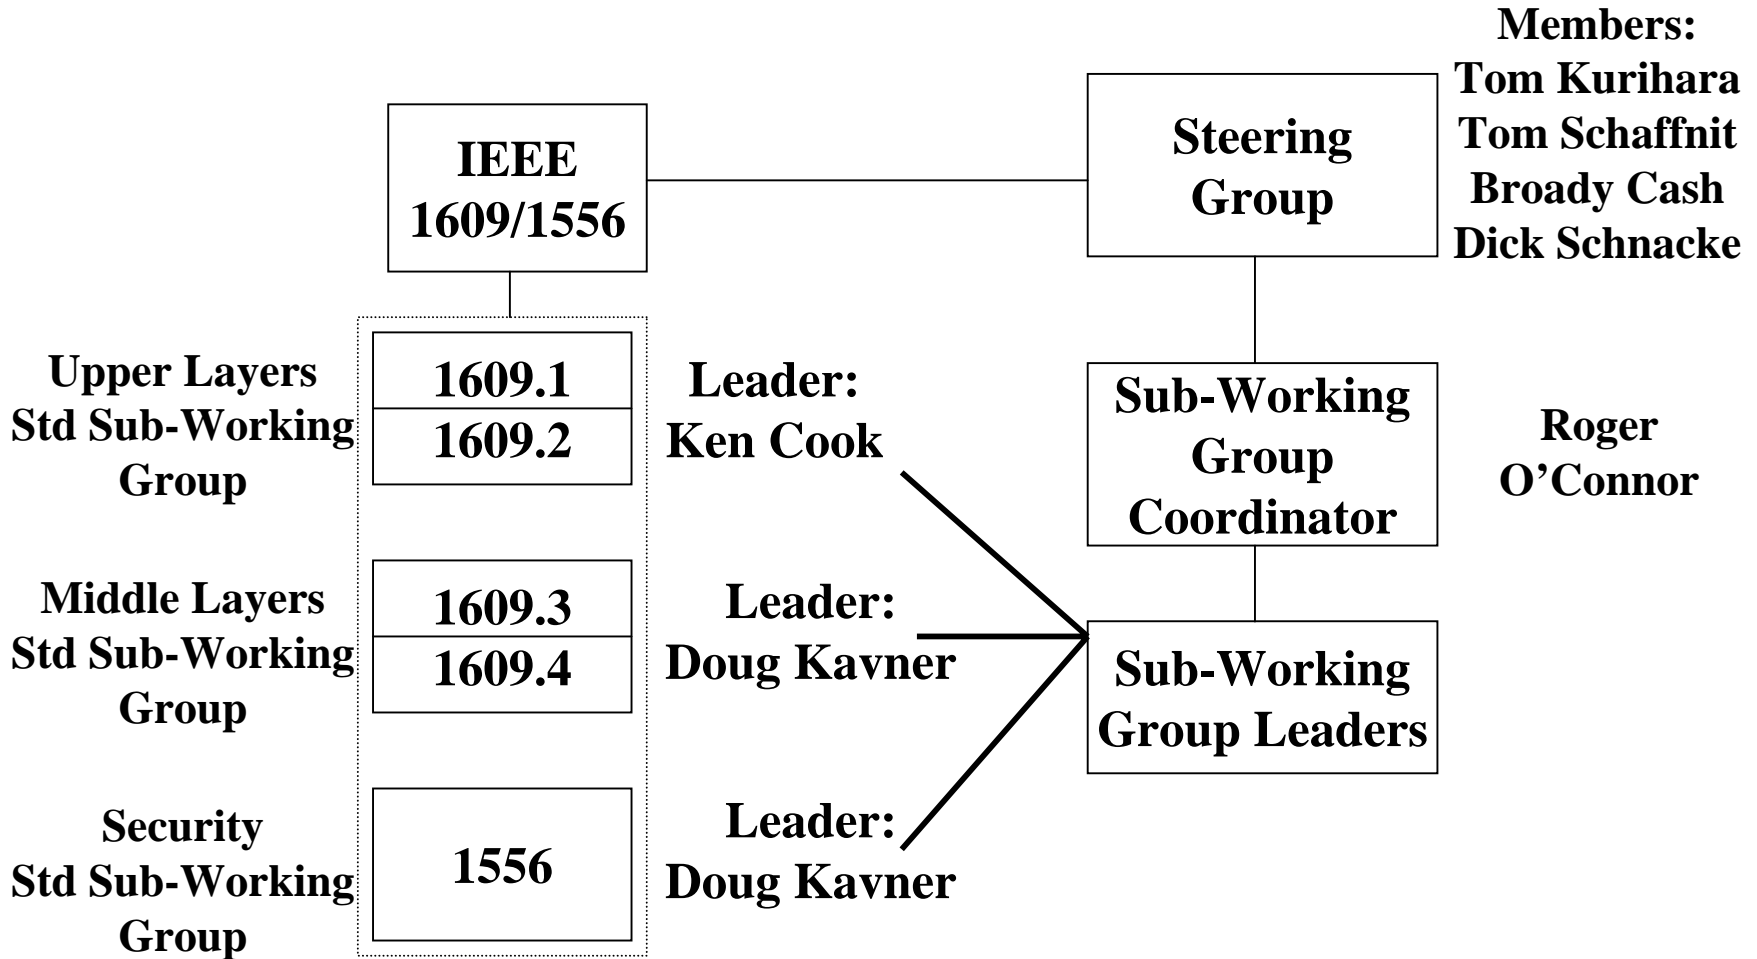 Members:
Tom Kurihara
Tom Schaffnit
Broady Cash
Dick Schnacke
IEEE
1609/1556
Steering
Group
Upper Layers
Std Sub-Working
Group
1609.1
1609.2
Leader:
Ken Cook
Sub-Working
Group
Coordinator
Roger
O’Connor
Middle Layers
Std Sub-Working
Group
1609.3
1609.4
Leader:
Doug Kavner
Sub-Working
Group Leaders
Security
Std Sub-Working
Group
1556
Leader:
Doug Kavner